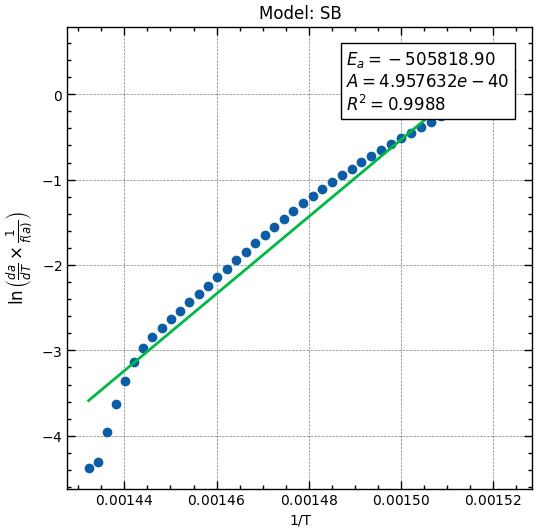 Model: SB
E_a = −505818.90
A = 4.957632e − 40
R² = 0.9988
0
−1
−2
−3
−4
ln(da/dT × 1/f(a))
0.00144 0.00146 0.00148 0.00150 0.00152
1/T